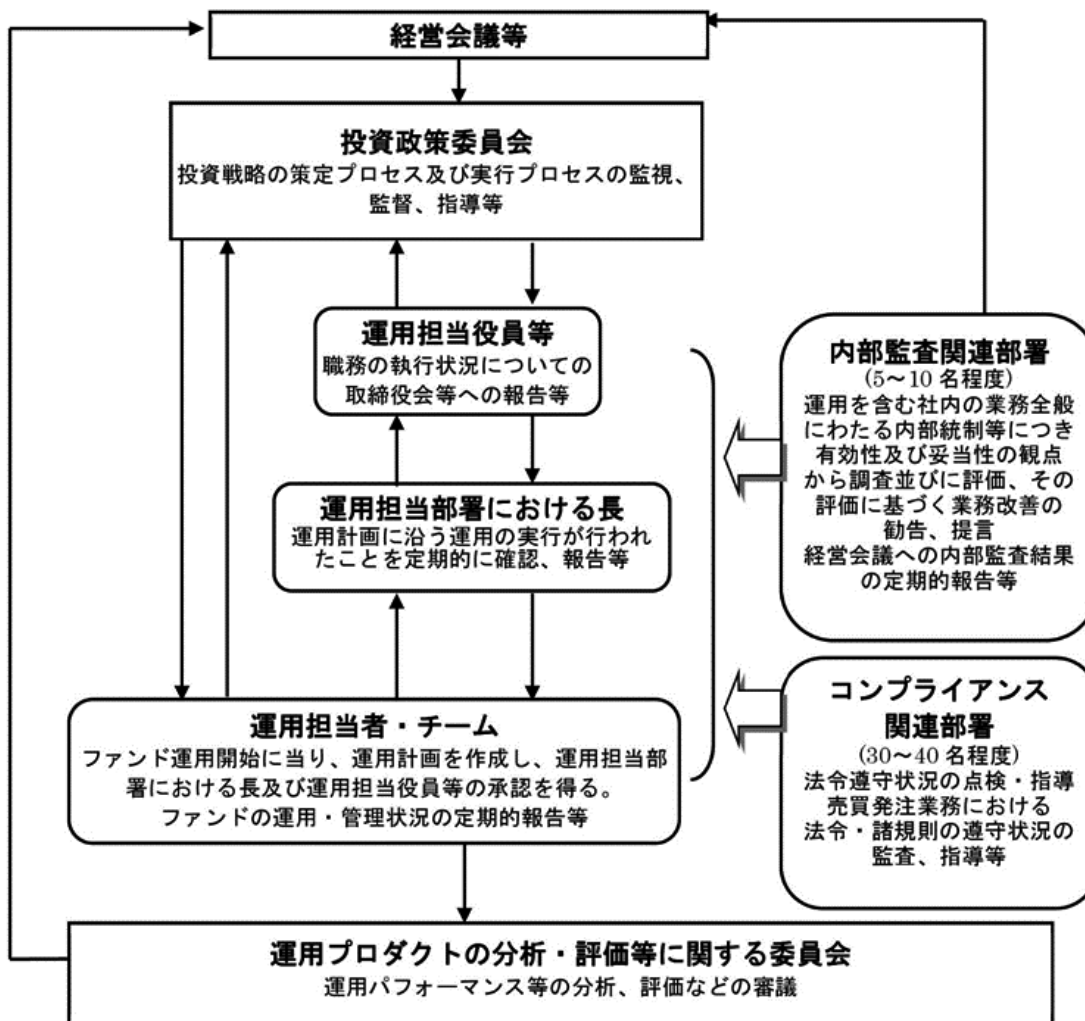 経営会議等
投資政策委員会
投資戦略の策定プロセス及び実行プロセスの監視、
監督、指導等
運用担当役員等
職務の執行状況についての
取締役会等への報告等
運用担当部署における長
運用計画に沿う運用の実行が行われ
たことを定期的に確認、報告等
運用担当者・チーム
ファンド運用開始に当り、運用計画を作成し、運用担当部
署における長及び運用担当役員等の承認を得る。
ファンドの運用・管理状況の定期的報告等
内部監査関連部署
(5～10 名程度)
運用を含む社内の業務全般
にわたる内部統制等につき
有効性及び妥当性の観点
から調査並びに評価、その
評価に基づく業務改善の
勧告、提言
経営会議への内部監査結果
の定期的報告等
コンプライアンス
関連部署
(30～40 名程度)
法令遵守状況の点検・指導
売買発注業務における
法令・諸規則の遵守状況の
監査、指導等
運用プロダクトの分析・評価等に関する委員会
運用パフォーマンス等の分析、評価などの審議